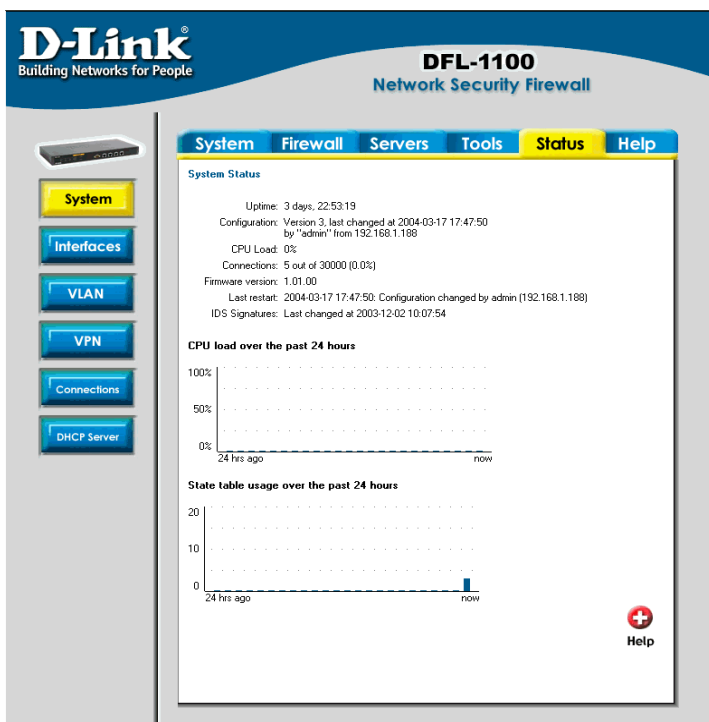 D-Link®
Building Networks for People
DFL-1100
Network Security Firewall
System Firewall Servers Tools Status Help
System
Interfaces
VLAN
VPN
Connections
DHCP Server
System Status
Uptime: 3 days, 22:53:19
Configuration: Version 3, last changed at 2004-03-17 17:47:50
by "admin" from 192.168.1.188
CPU Load: 0%
Connections: 5 out of 30000 (0.0%)
Firmware version: 1.01.00
Last restart: 2004-03-17 17:47:50: Configuration changed by admin (192.168.1.188)
IDS Signatures: Last changed at 2003-12-02 10:07:54
CPU load over the past 24 hours
100%
50%
0%
24 hrs ago now
State table usage over the past 24 hours
20
10
0
24 hrs ago now
Help